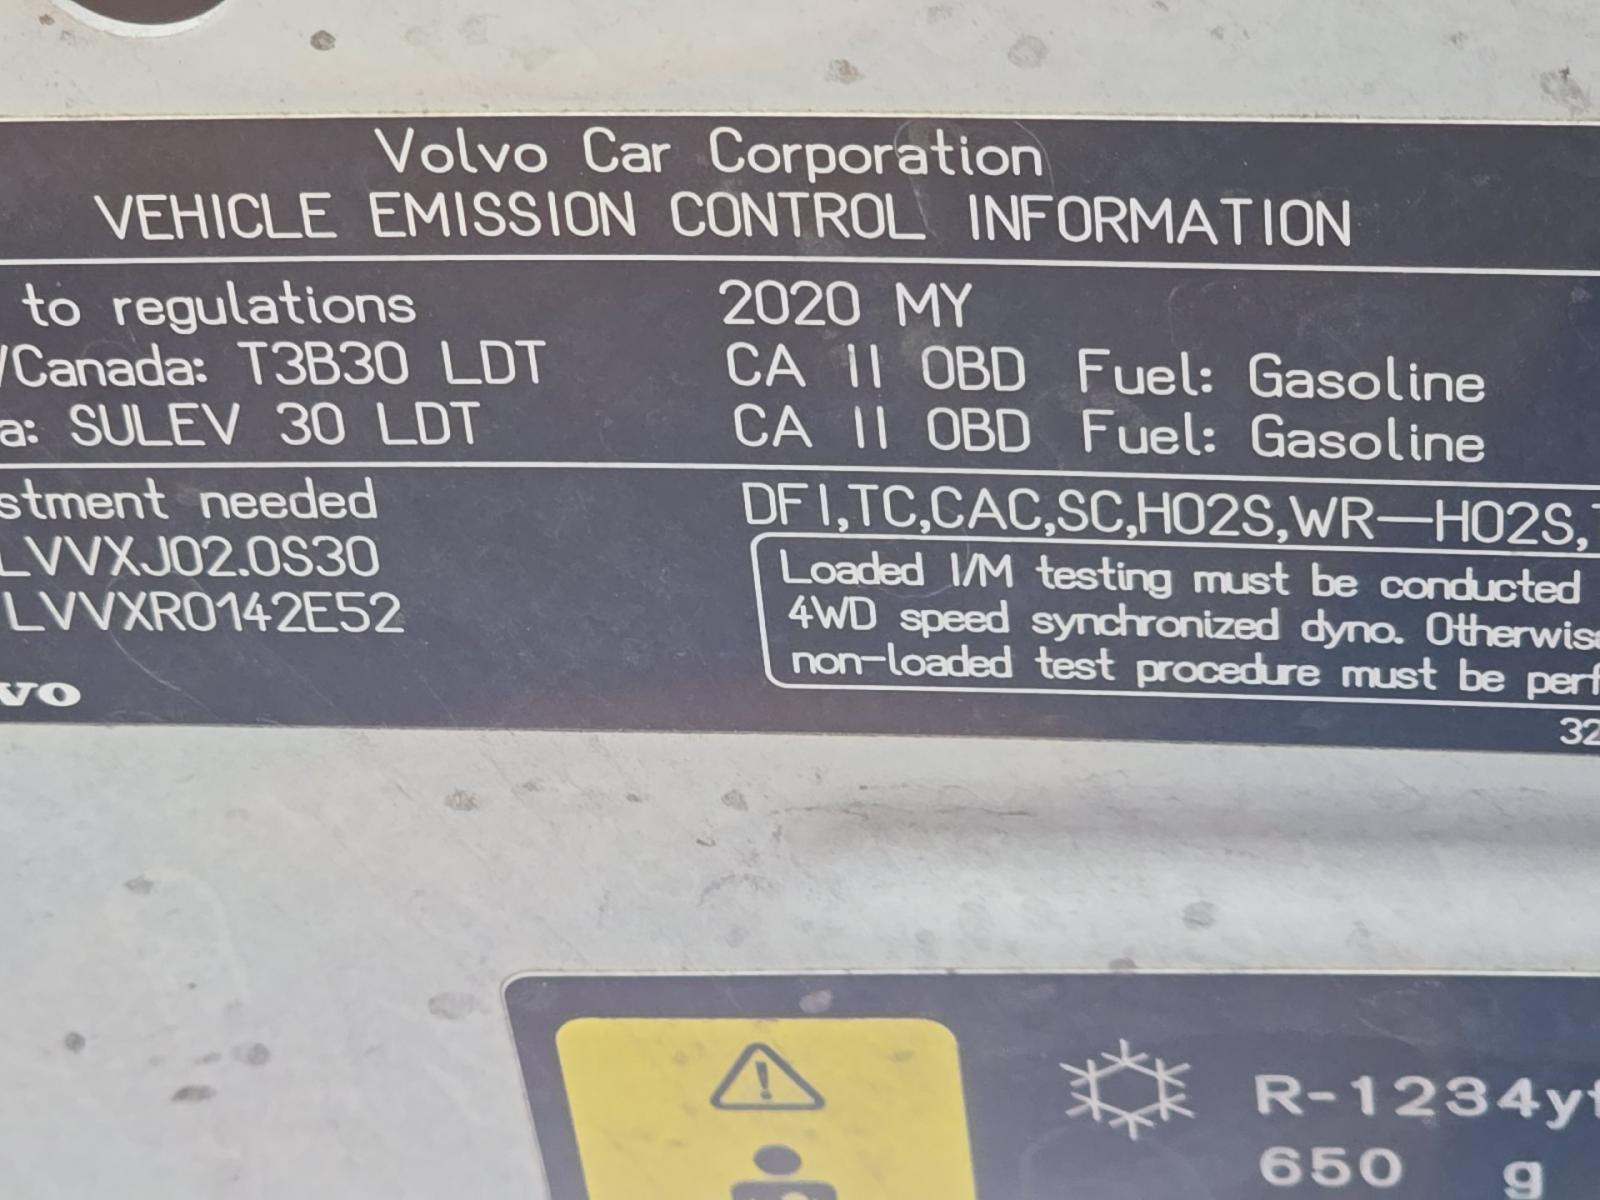 Volvo Car Corporation
VEHICLE EMISSION CONTROL INFORMATION
to regulations 2020 MY
/Canada: T3B30 LDT CA II OBD Fuel: Gasoline
a: SULEV 30 LDT CA II OBD Fuel: Gasoline
stment needed DFI,TC,CAC,SC,HO2S,WR-HO2S,
LVVXJ02.0S30
LVVXR0142E52
Loaded I/M testing must be conducted
4WD speed synchronized dyno. Otherwise
non-loaded test procedure must be perf
vo
32
R-1234yf
650 g